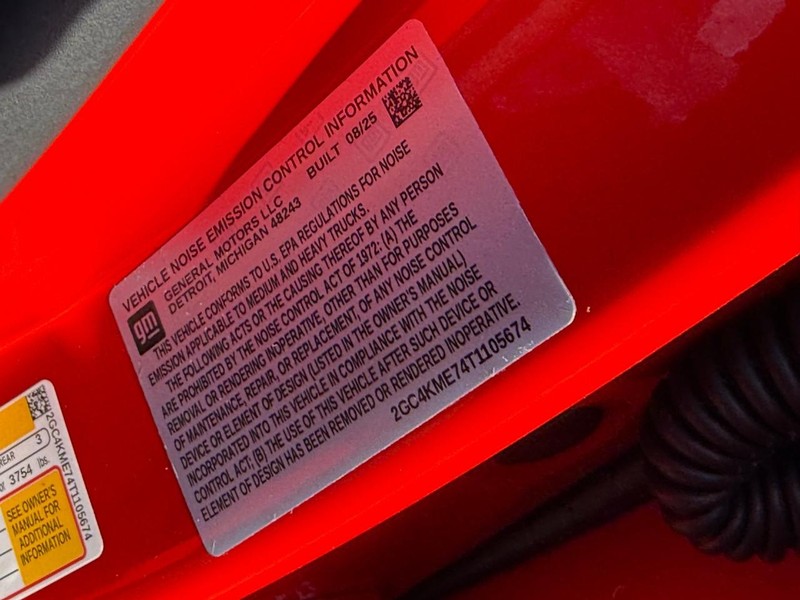 VEHICLE NOISE EMISSION CONTROL INFORMATION
GENERAL MOTORS LLC
DETROIT, MICHIGAN 48243
BUILT 08/25
gm
THIS VEHICLE CONFORMS TO U.S. EPA REGULATIONS FOR NOISE
EMISSION APPLICABLE TO MEDIUM AND HEAVY TRUCKS.
THE FOLLOWING ACTS OR THE CAUSING THEREOF BY ANY PERSON
ARE PROHIBITED BY THE NOISE CONTROL ACT OF 1972: (A) THE
REMOVAL OR RENDERING INOPERATIVE, OTHER THAN FOR PURPOSES
OF MAINTENANCE, REPAIR, OR REPLACEMENT, OF ANY NOISE CONTROL
DEVICE OR ELEMENT OF DESIGN (LISTED IN THE OWNER'S MANUAL)
INCORPORATED INTO THIS VEHICLE IN COMPLIANCE WITH THE NOISE
CONTROL ACT, (B) THE USE OF THIS VEHICLE AFTER SUCH DEVICE OR
ELEMENT OF DESIGN HAS BEEN REMOVED OR RENDERED INOPERATIVE.
2GC4KME74T1105674
REAR 3
3754 lbs.
SEE OWNER'S
MANUAL FOR
ADDITIONAL
INFORMATION
2GC4KME74T1105674